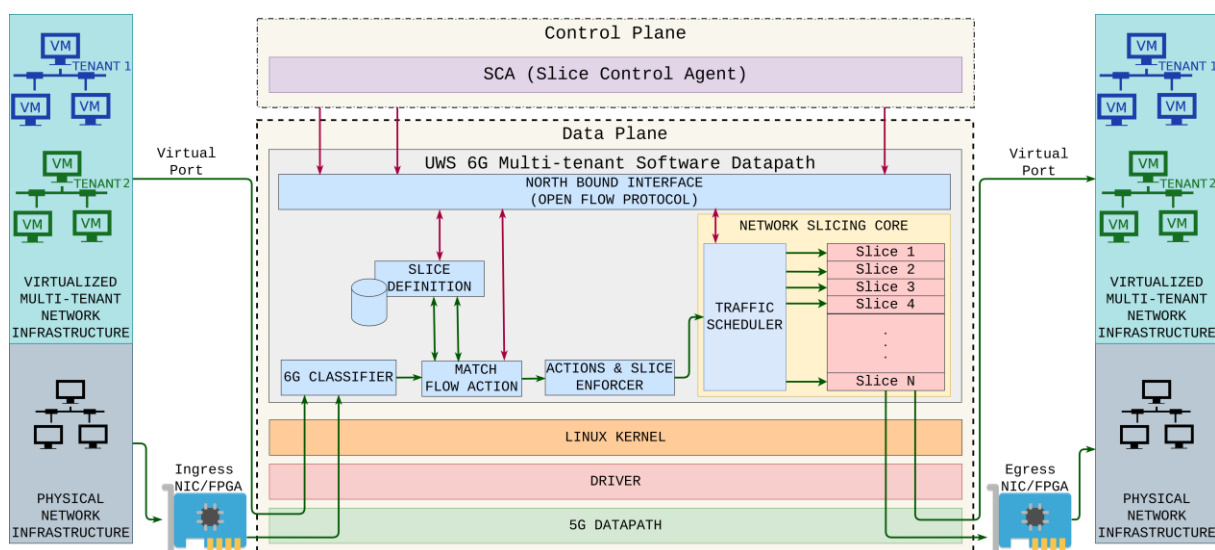 Control Plane
SCA (Slice Control Agent)
VM
TENANT 1
VM
VM
VM
TENANT 2
VM
VM
VIRTUALIZED
MULTI-TENANT
NETWORK
INFRASTRUCTURE
PHYSICAL
NETWORK
INFRASTRUCTURE
Virtual
Port
Ingress
NIC/FPGA
Data Plane
UWS 6G Multi-tenant Software Datapath
NORTH BOUND INTERFACE
(OPEN FLOW PROTOCOL)
SLICE
DEFINITION
6G CLASSIFIER
MATCH
FLOW ACTION
ACTIONS & SLICE
ENFORCER
NETWORK SLICING CORE
TRAFFIC
SCHEDULER
Slice 1
Slice 2
Slice 3
Slice 4
.
.
.
Slice N
LINUX KERNEL
DRIVER
5G DATAPATH
Virtual
Port
Egress
NIC/FPGA
VM
TENANT 1
VM
VM
VM
TENANT 2
VM
VM
VIRTUALIZED
MULTI-TENANT
NETWORK
INFRASTRUCTURE
PHYSICAL
NETWORK
INFRASTRUCTURE